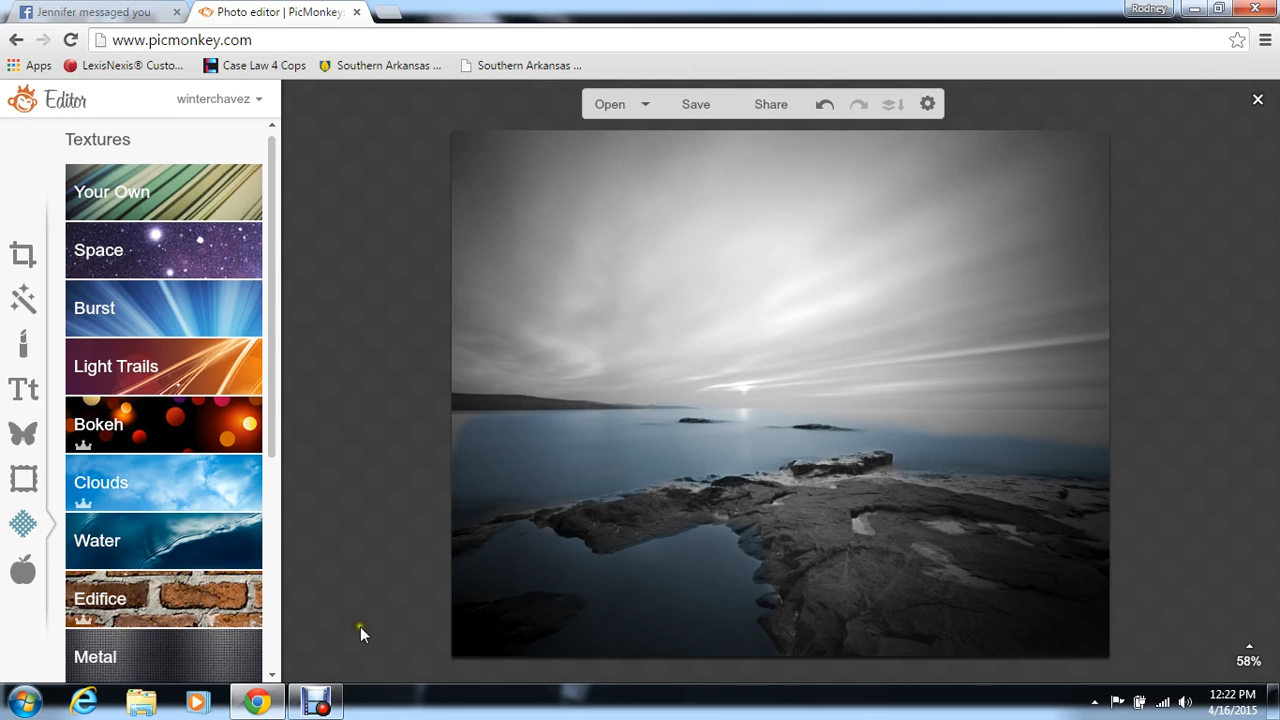 Jennifer messaged you
Photo editor | PicMonkey:
Rodney
www.picmonkey.com
Apps
LexisNexis® Custo...
Case Law 4 Cops
Southern Arkansas ...
Southern Arkansas ...
Editor
winterchavez
Open
Save
Share
Textures
Your Own
Space
Burst
Light Trails
Bokeh
Clouds
Water
Edifice
Metal
Tt
58%
12:22 PM
4/16/2015